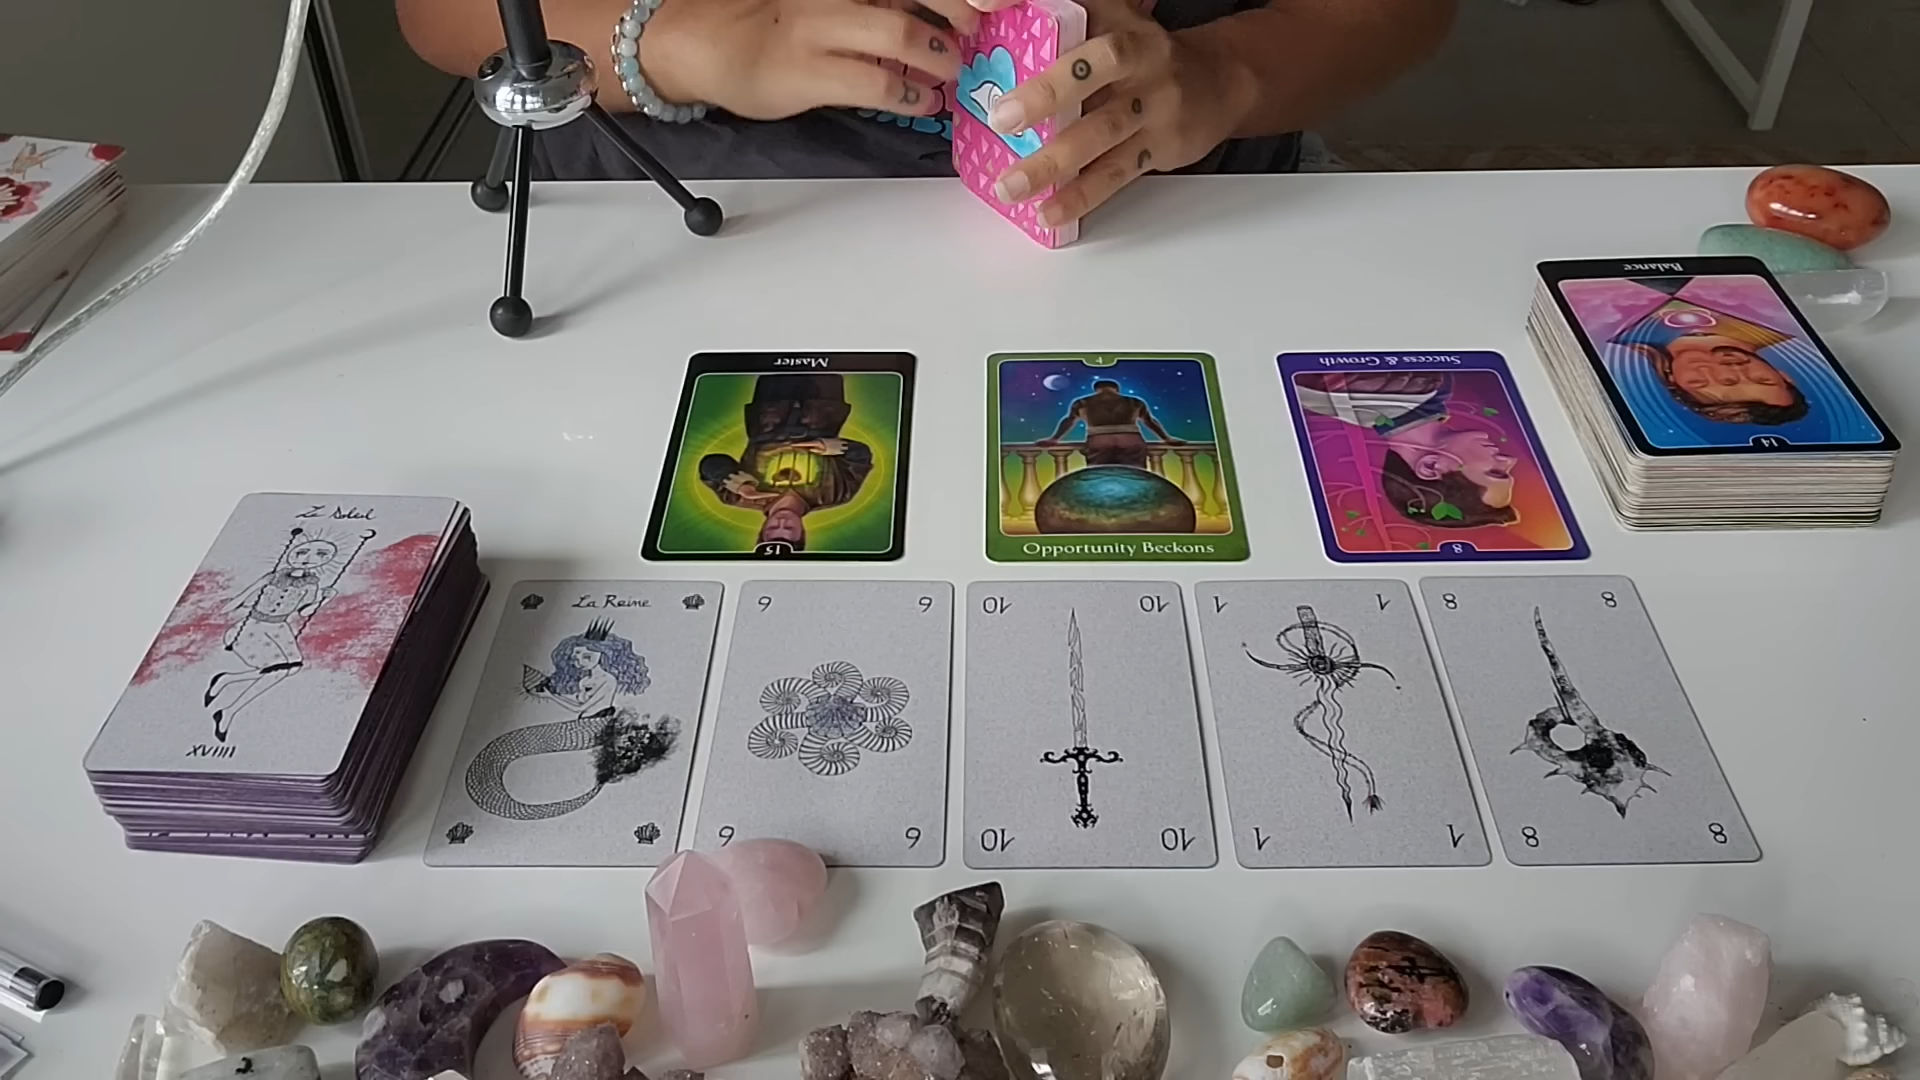 Balance
14
Master
15
4
Opportunity Beckons
Success & Growth
8
Le Soleil
XVIIII
La Reine
6 6
6 6
10 10
10 10
1 1
1 1
8 8
8 8